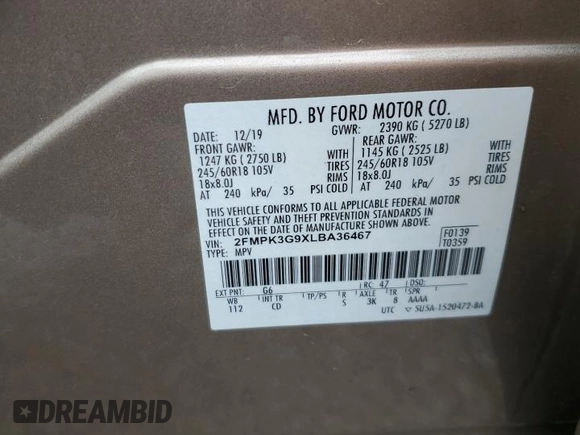 MFD. BY FORD MOTOR CO.
DATE: 12/19 GVWR: 2390 KG ( 5270 LB)
FRONT GAWR: REAR GAWR:
1247 KG ( 2750 LB) WITH 1145 KG ( 2525 LB) WITH
245/60R18 105V TIRES 245/60R18 105V TIRES
18x8.0J RIMS 18x8.0J RIMS
AT 240 kPa/ 35 PSI COLD AT 240 kPa/ 35 PSI COLD
THIS VEHICLE CONFORMS TO ALL APPLICABLE FEDERAL MOTOR
VEHICLE SAFETY AND THEFT PREVENTION STANDARDS IN
EFFECT ON THE DATE OF MANUFACTURE SHOWN ABOVE.
VIN: 2FMPK3G9XLBA36467 F0139
TYPE: MPV T0359
EXT PNT: G6 RC: 47 DSO:
WB INT TR TP/PS R AXLE TR SPR
112 CD S 3K 8 AAAA
UTC ▽ SU5A-1520472-BA
DREAMBID